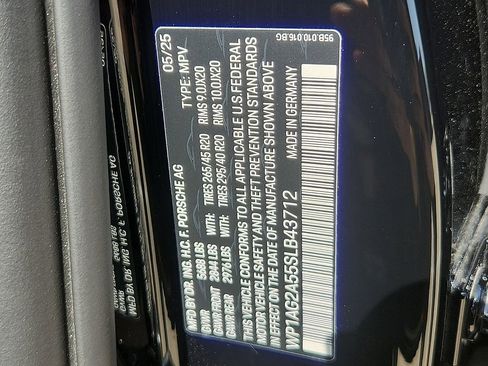 95B.010.016.BG
MFD BY DR. ING. H.C. F. PORSCHE AG 05/25
GVWR 5688 LBS TYPE: MPV
GAWR FRONT 2844 LBS WITH: TIRES 265/45 R20 RIMS 9.0JX20
GAWR REAR 2976 LBS WITH: TIRES 295/40 R20 RIMS 10.0JX20
THIS VEHICLE CONFORMS TO ALL APPLICABLE U.S FEDERAL
MOTOR VEHICLE SAFETY AND THEFT PREVENTION STANDARDS
IN EFFECT ON THE DATE OF MANUFACTURE SHOWN ABOVE
WP1AG2A55SLB43712 MADE IN GERMANY